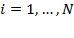 i = 1, … , N